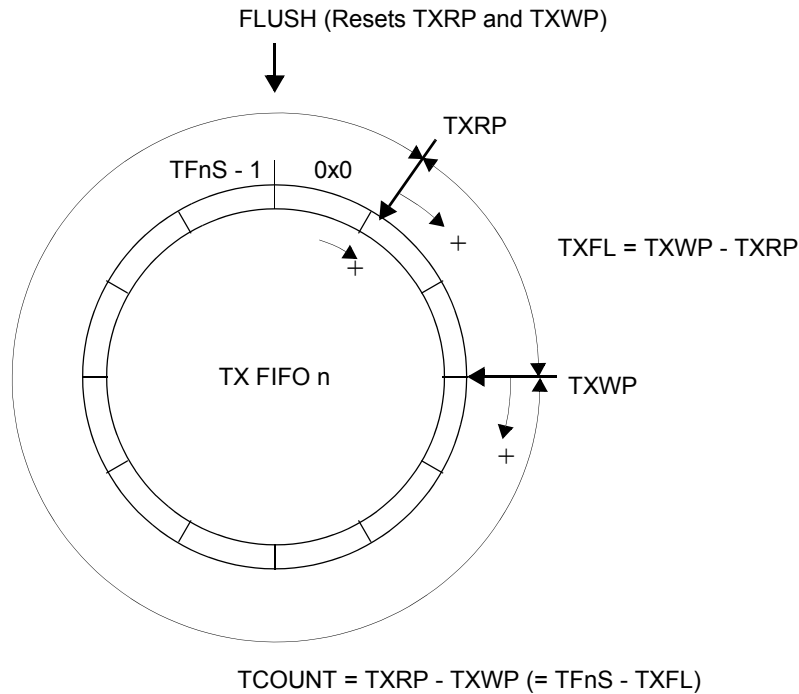 FLUSH (Resets TXRP and TXWP)
TXRP
TFnS - 1
0x0
+
+
TXFL = TXWP - TXRP
TX FIFO n
TXWP
+
TCOUNT = TXRP - TXWP (= TFnS - TXFL)